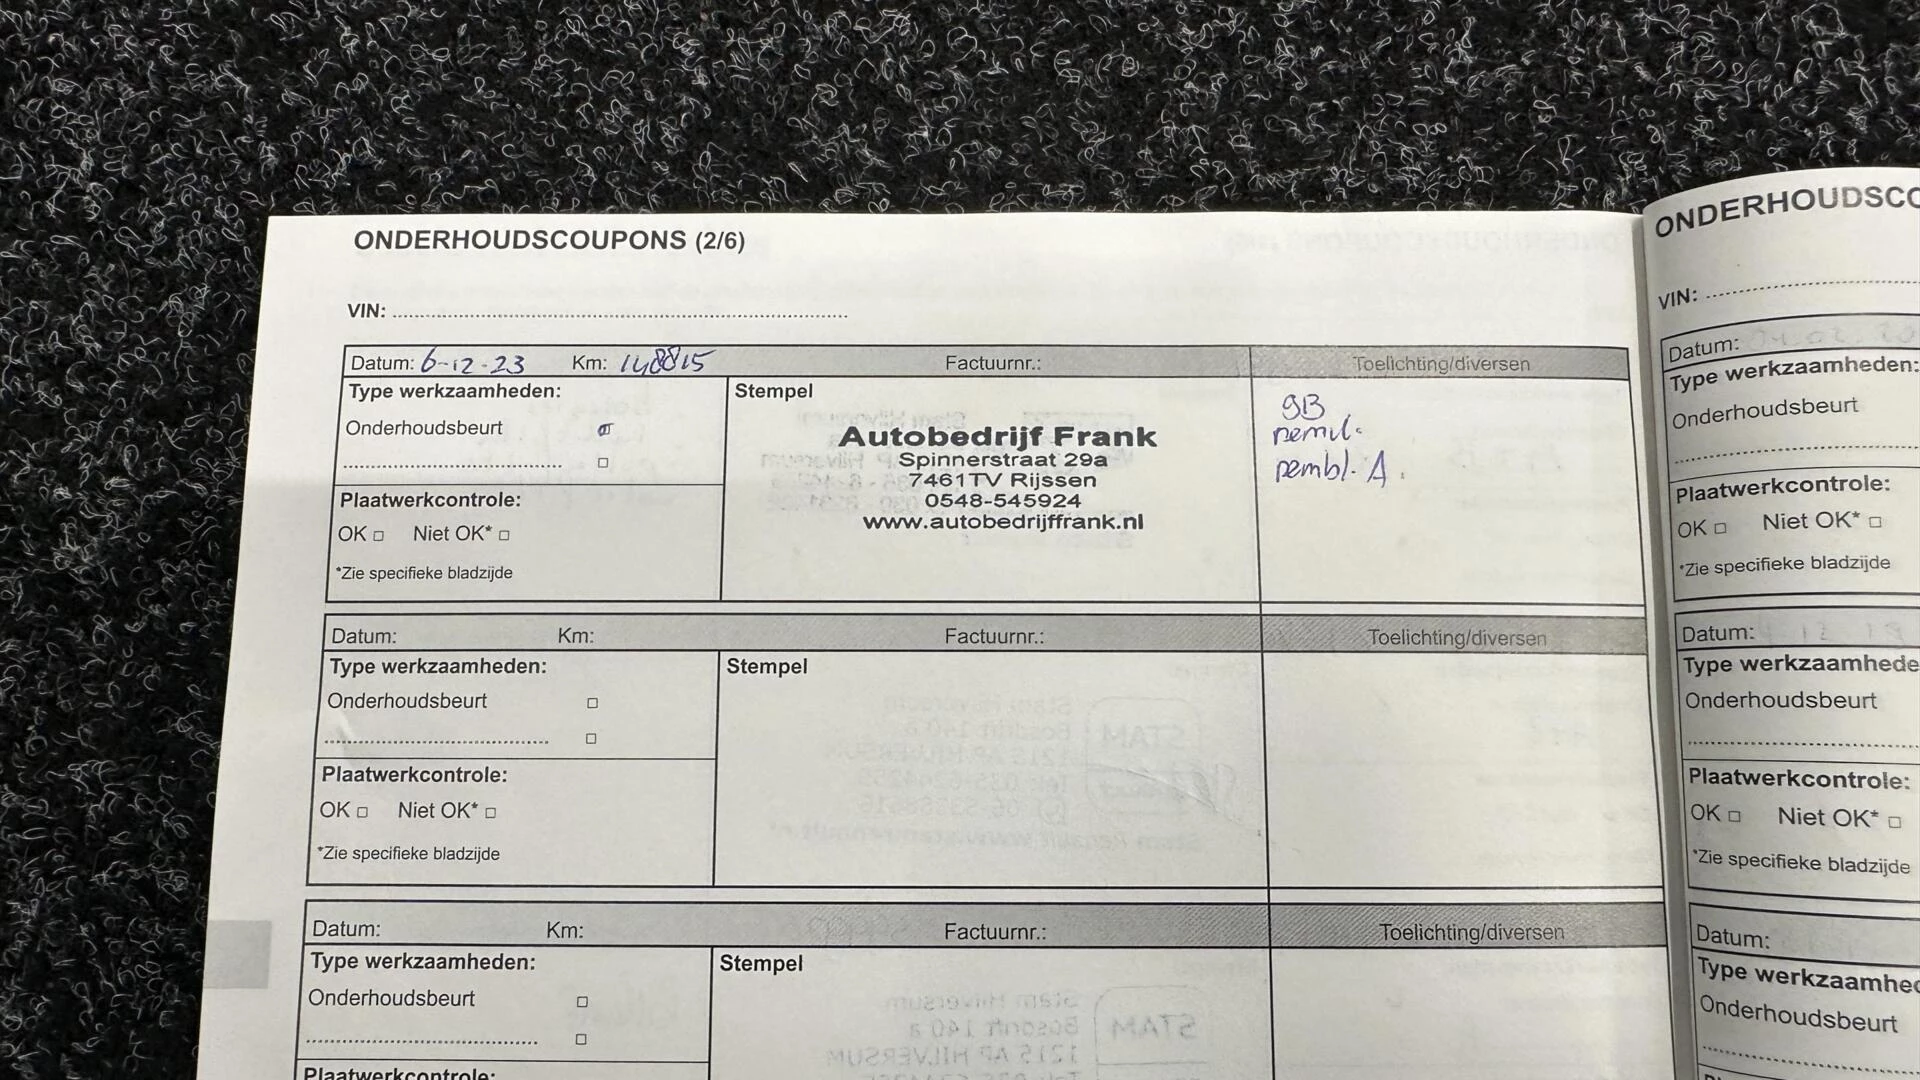 ONDERHOUDSCOUPONS (2/6)
VIN:
Datum: 6-12-23 Km: 148815 Factuurnr.: Toelichting/diversen
Type werkzaamheden: Stempel
Onderhoudsbeurt
GB
remvl.
rembl. A.
Autobedrijf Frank
Spinnerstraat 29a
7461TV Rijssen
0548-545924
www.autobedrijffrank.nl
Plaatwerkcontrole:
OK Niet OK*
*Zie specifieke bladzijde
Datum: Km: Factuurnr.: Toelichting/diversen
Type werkzaamheden: Stempel
Onderhoudsbeurt
Plaatwerkcontrole:
OK Niet OK*
*Zie specifieke bladzijde
Datum: Km: Factuurnr.: Toelichting/diversen
Type werkzaamheden: Stempel
Onderhoudsbeurt
Plaatwerkcontrole:
ONDERHOUDSCO
VIN:
Datum:
Type werkzaamheden:
Onderhoudsbeurt
Plaatwerkcontrole:
OK Niet OK*
*Zie specifieke bladzijde
Datum:
Type werkzaamhede
Onderhoudsbeurt
Plaatwerkcontrole:
OK Niet OK*
*Zie specifieke bladzijde
Datum:
Type werkzaamhe
Onderhoudsbeurt